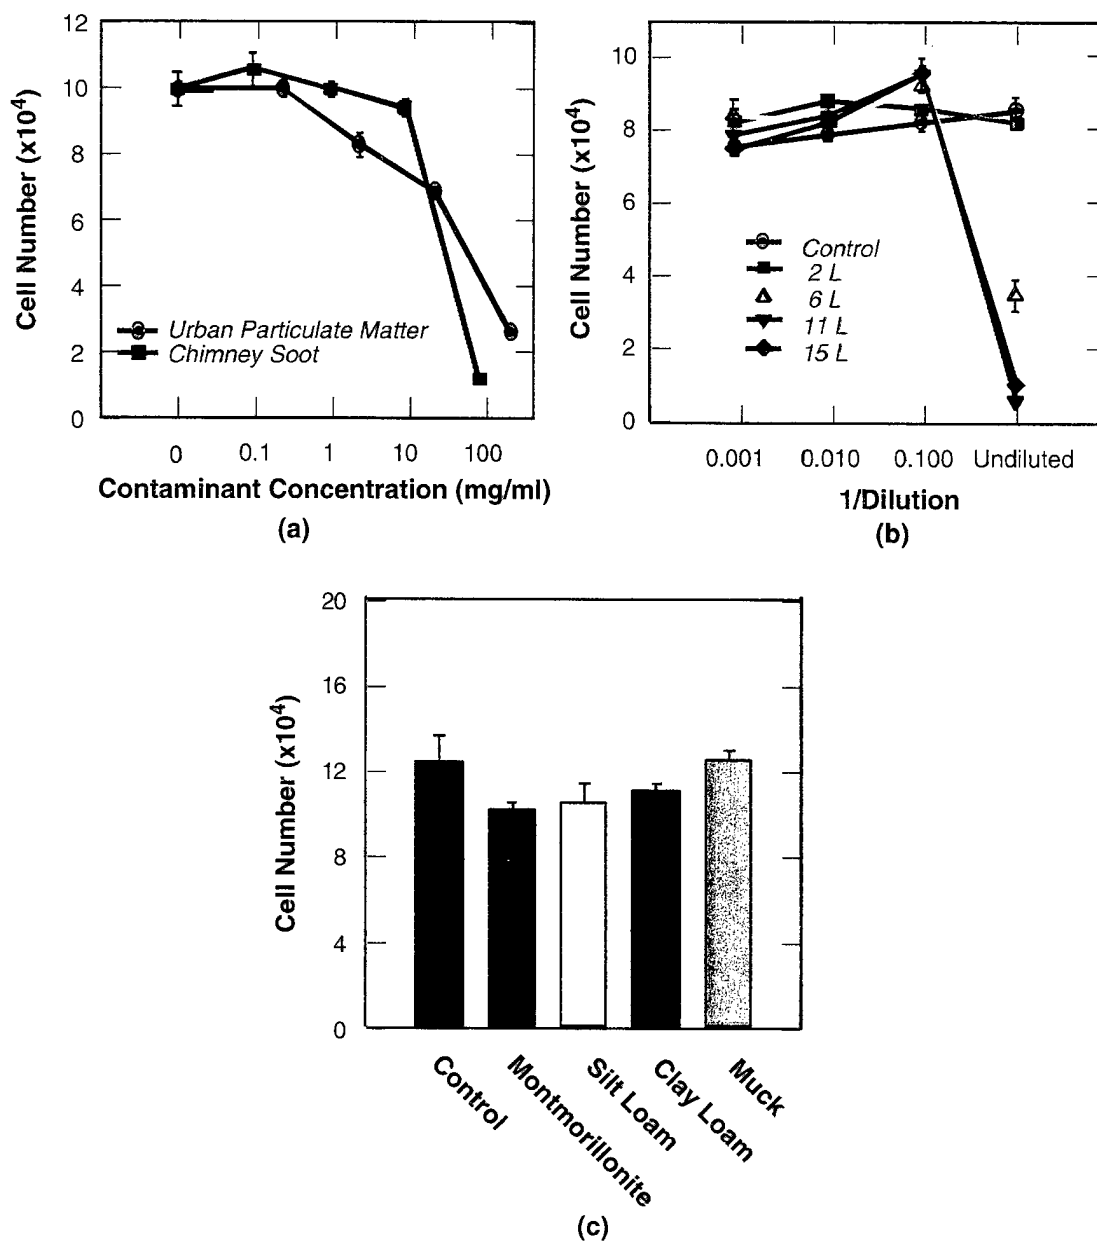 12
10
8
6
4
2
0
Cell Number (x10⁴)
Urban Particulate Matter
Chimney Soot
0 0.1 1 10 100
Contaminant Concentration (mg/ml)
(a)
10
8
6
4
2
0
Cell Number (x10⁴)
Control
2 L
6 L
11 L
15 L
0.001 0.010 0.100 Undiluted
1/Dilution
(b)
20
16
12
8
4
0
Cell Number (x10⁴)
Control
Montmorillonite
Silt Loam
Clay Loam
Muck
(c)